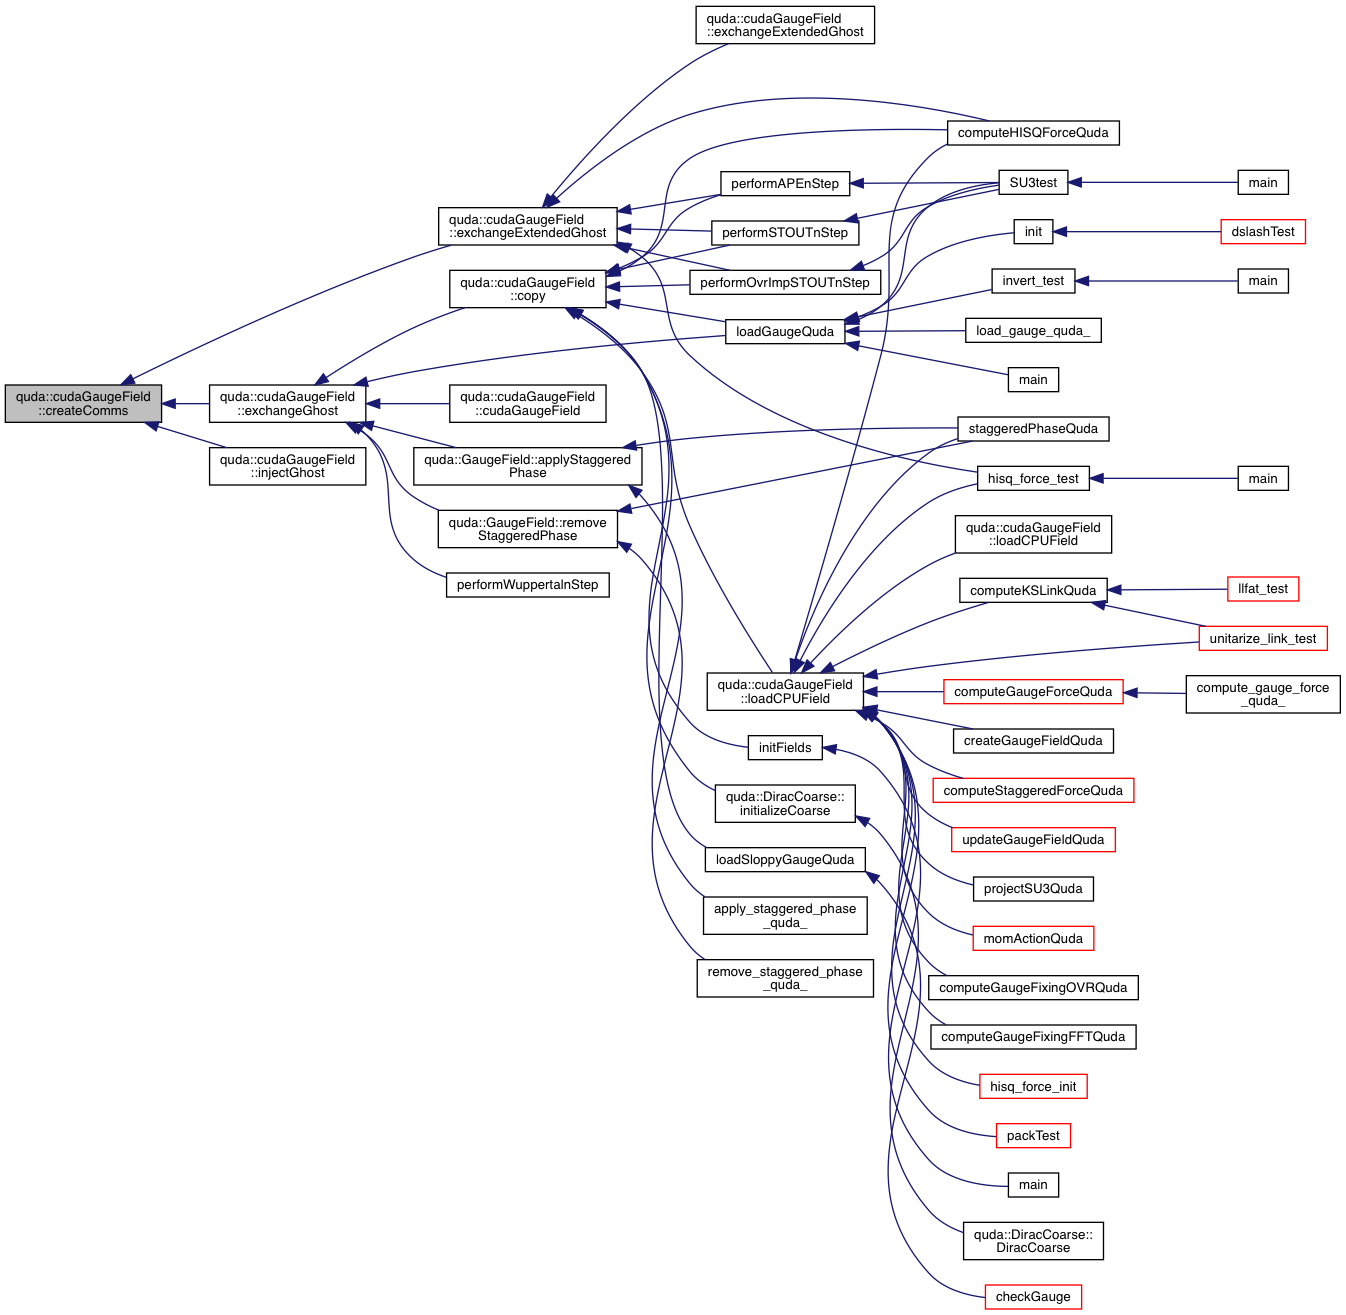 quda::cudaGaugeField
::exchangeExtendedGhost
computeHISQForceQuda
performAPEnStep
SU3test
main
quda::cudaGaugeField
::exchangeExtendedGhost
performSTOUTnStep
init
dslashTest
quda::cudaGaugeField
::copy
performOvrImpSTOUTnStep
invert_test
main
loadGaugeQuda
load_gauge_quda_
main
quda::cudaGaugeField
::createComms
quda::cudaGaugeField
::exchangeGhost
quda::cudaGaugeField
::cudaGaugeField
staggeredPhaseQuda
quda::cudaGaugeField
::injectGhost
quda::GaugeField::applyStaggered
Phase
hisq_force_test
main
quda::GaugeField::remove
StaggeredPhase
quda::cudaGaugeField
::loadCPUField
performWuppertalnStep
computeKSLinkQuda
llfat_test
unitarize_link_test
quda::cudaGaugeField
::loadCPUField
computeGaugeForceQuda
compute_gauge_force
_quda_
createGaugeFieldQuda
initFields
computeStaggeredForceQuda
quda::DiracCoarse::
initializeCoarse
updateGaugeFieldQuda
loadSloppyGaugeQuda
projectSU3Quda
apply_staggered_phase
_quda_
momActionQuda
remove_staggered_phase
_quda_
computeGaugeFixingOVRQuda
computeGaugeFixingFFTQuda
hisq_force_init
packTest
main
quda::DiracCoarse::
DiracCoarse
checkGauge